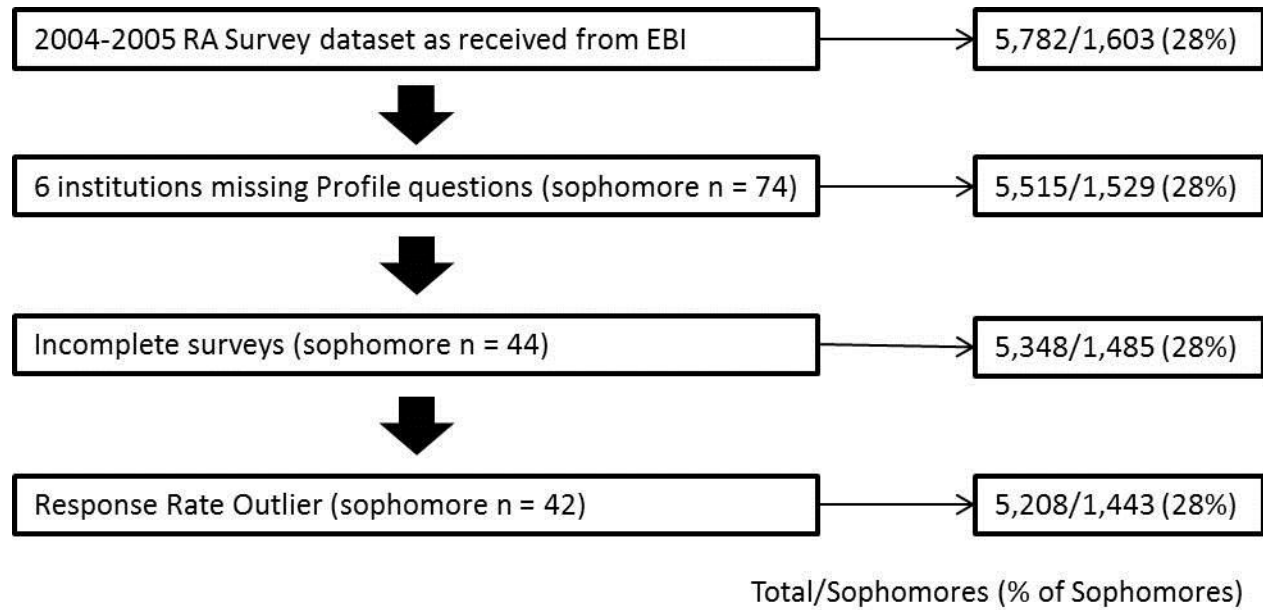 2004-2005 RA Survey dataset as received from EBI
5,782/1,603 (28%)
6 institutions missing Profile questions (sophomore n = 74)
5,515/1,529 (28%)
Incomplete surveys (sophomore n = 44)
5,348/1,485 (28%)
Response Rate Outlier (sophomore n = 42)
5,208/1,443 (28%)
Total/Sophomores (% of Sophomores)